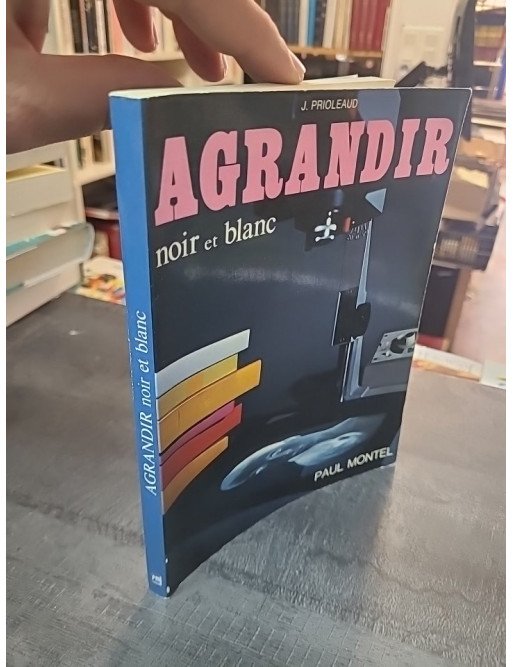 J. PRIOLEAUD
AGRANDIR
noir et blanc
PAUL MONTEL
AGRANDIR noir et blanc